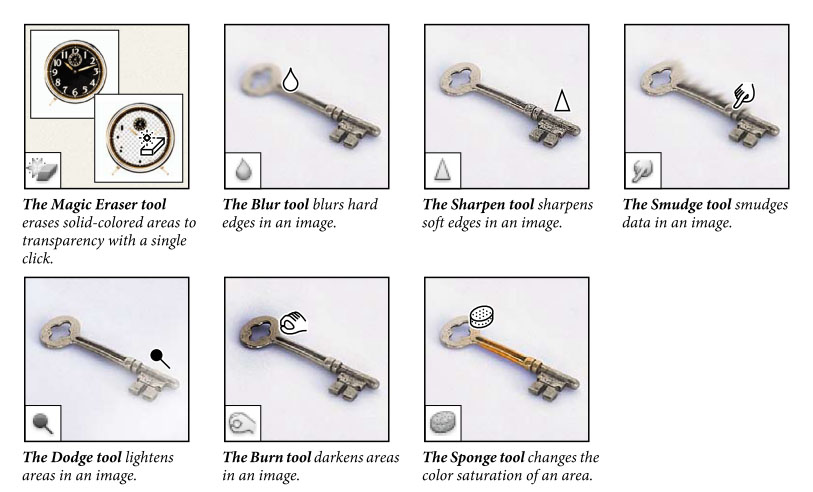 The Magic Eraser tool
erases solid-colored areas to
transparency with a single
click.
The Blur tool blurs hard
edges in an image.
The Sharpen tool sharpens
soft edges in an image.
The Smudge tool smudges
data in an image.
The Dodge tool lightens
areas in an image.
The Burn tool darkens areas
in an image.
The Sponge tool changes the
color saturation of an area.